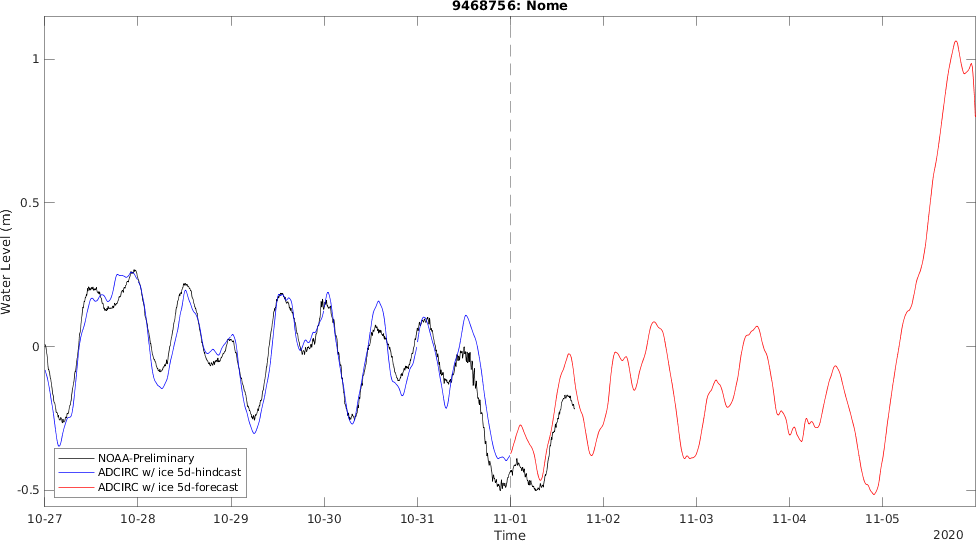 9468756: Nome
Water Level (m)
1
0.5
0
-0.5
NOAA-Preliminary
ADCIRC w/ ice 5d-hindcast
ADCIRC w/ ice 5d-forecast
10-27 10-28 10-29 10-30 10-31 11-01 11-02 11-03 11-04 11-05
Time
2020